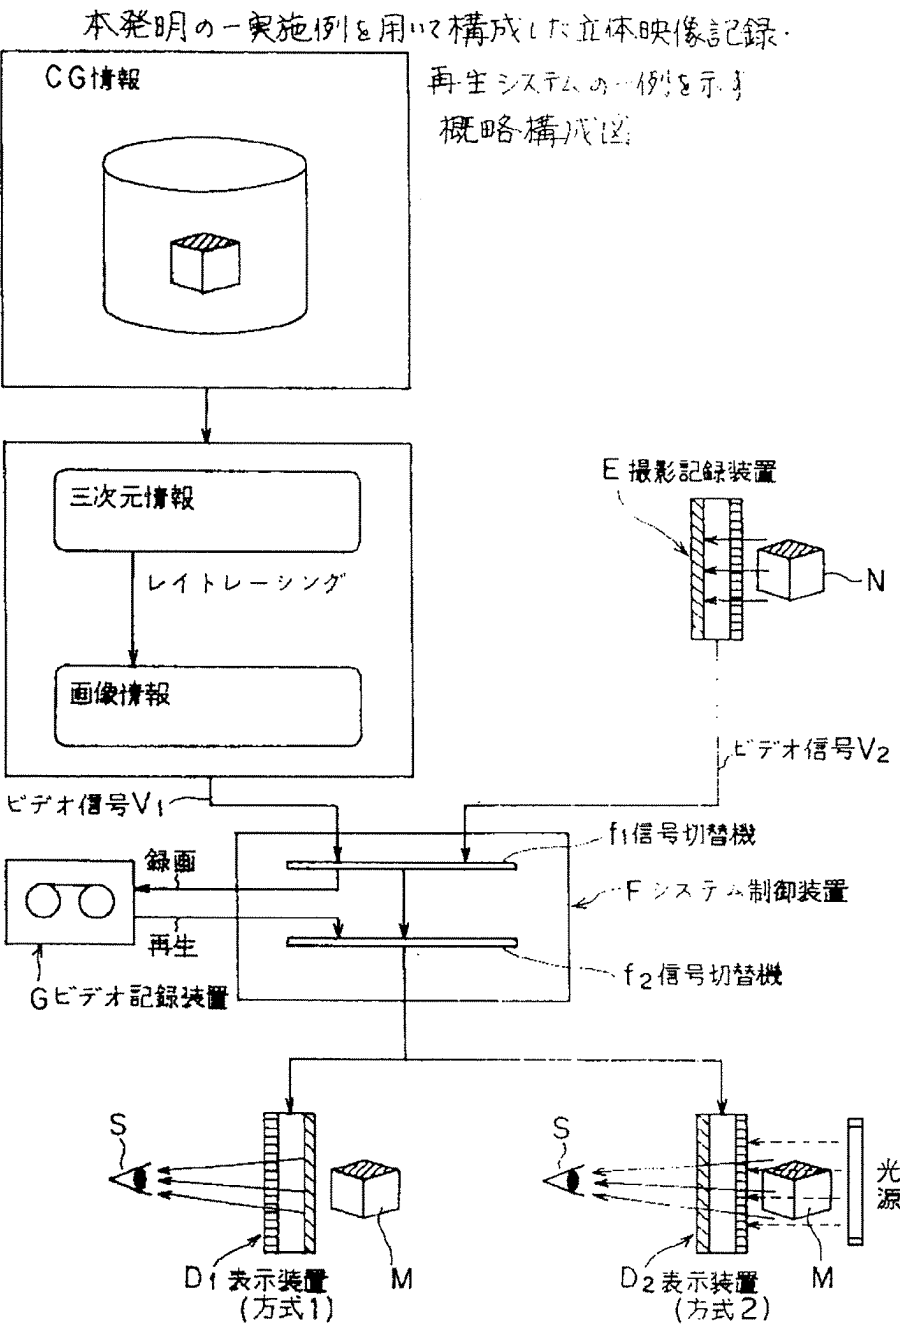 本発明の一実施例を用いて構成した立体映像記録・
再生システムの一例を示す
概略構成図
CG情報
三次元情報
レイトレーシング
画像情報
E 撮影記録装置
N
ビデオ信号V2
ビデオ信号V1
f1信号切替機
録画
F システム制御装置
再生
f2信号切替機
G ビデオ記録装置
S
S
光源
D1 表示装置
(方式1)
M
D2 表示装置
(方式2)
M